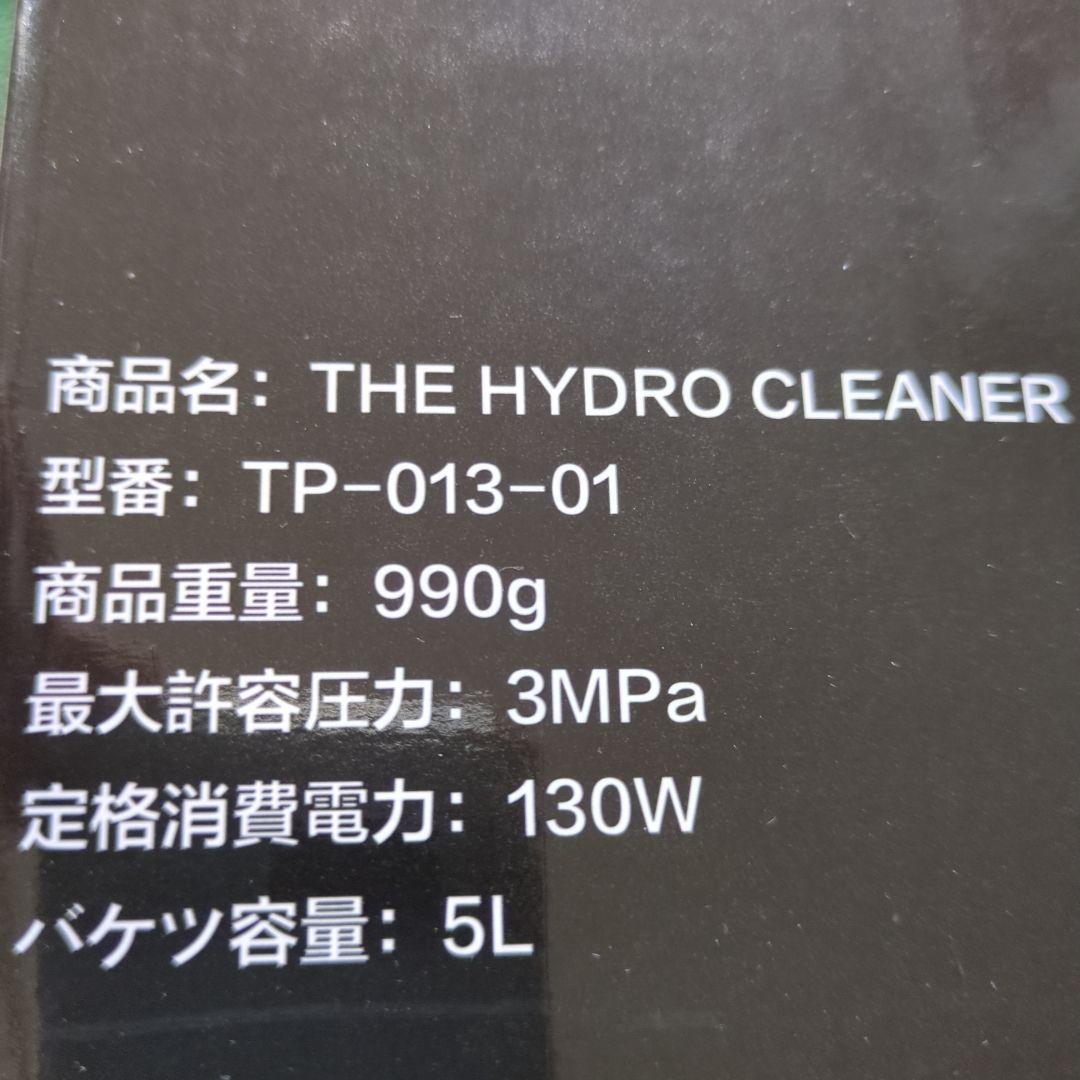 商品名：THE HYDRO CLEANER
型番：TP-013-01
商品重量：990g
最大許容圧力：3MPa
定格消費電力：130W
バケツ容量：5L